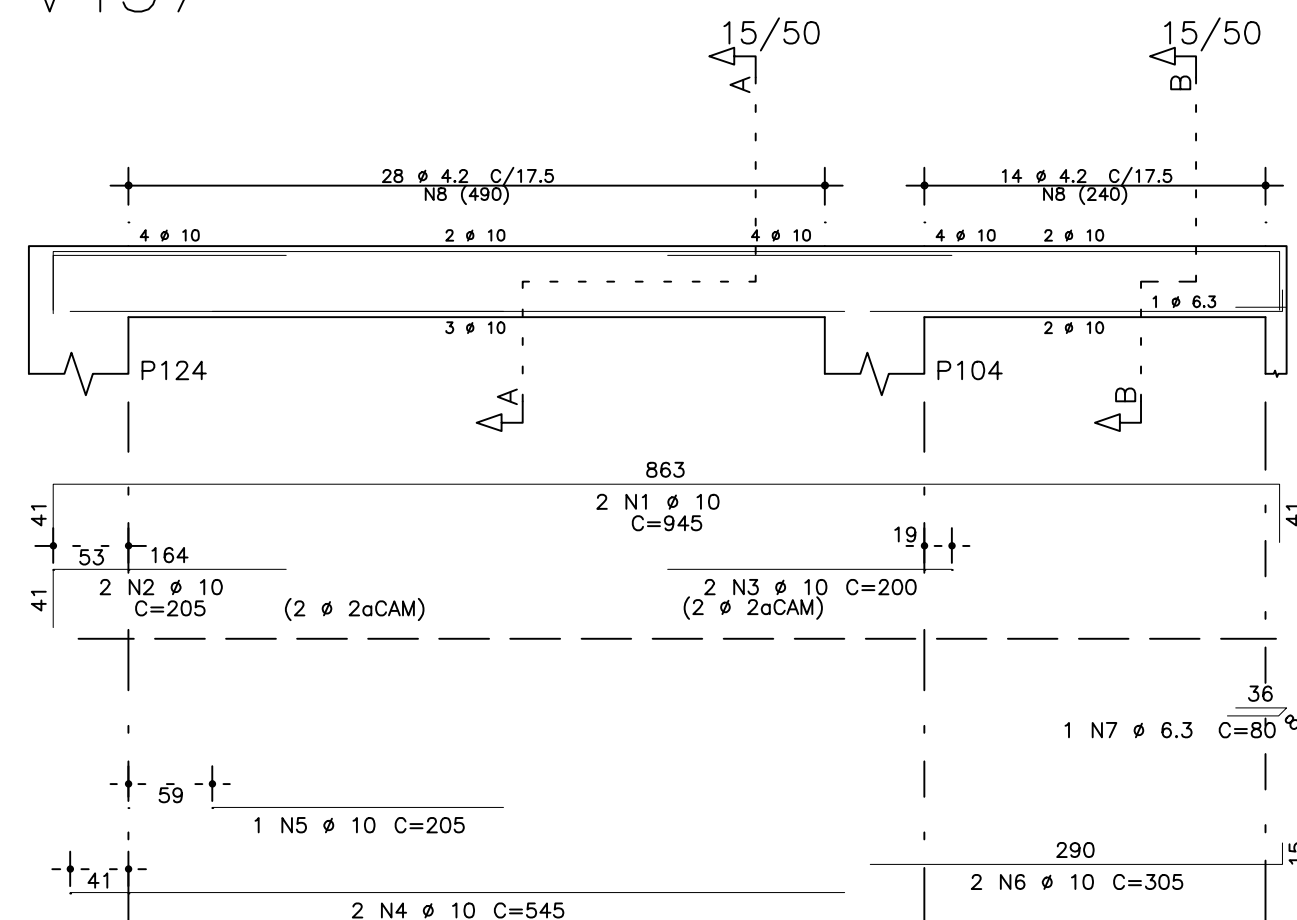 15/50 15/50
A B
28 ø 4.2 C/17.5 14 ø 4.2 C/17.5
N8 (490) N8 (240)
4 ø 10 2 ø 10 4 ø 10 4 ø 10 2 ø 10
1 ø 6.3
3 ø 10 2 ø 10
P124 P104
A B
863
2 N1 ø 10
C=945
41 41
53 164 19
2 N2 ø 10 2 N3 ø 10 C=200
41 C=205 (2 ø 2aCAM) (2 ø 2aCAM)
36
1 N7 ø 6.3 C=80 8
59
1 N5 ø 10 C=205
290 15
41 2 N6 ø 10 C=305
2 N4 ø 10 C=545